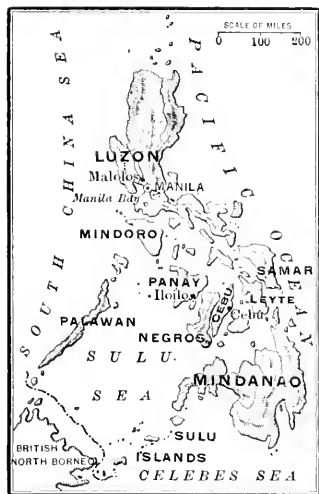 SCALE OF MILES
0 100 200
SOUTH CHINA SEA
PACIFIC OCEAN
LUZON
Malolos
MANILA
Manila Bay
MINDORO
SAMAR
PANAY
Iloilo
CEBU
LEYTE
Cebu
PALAWAN
NEGROS
SULU
SEA
MINDANAO
SULU
ISLANDS
BRITISH
NORTH BORNEO
CELEBES SEA